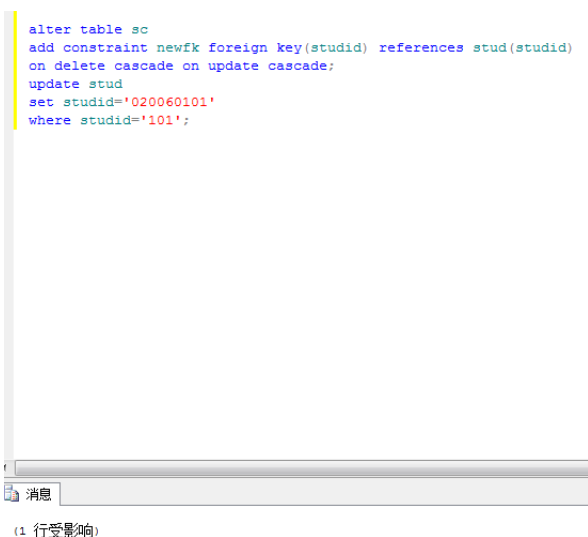 alter table sc
add constraint newfk foreign key(studid) references stud(studid)
on delete cascade on update cascade;
update stud
set studid='020060101'
where studid='101';
消息
(1 行受影响)